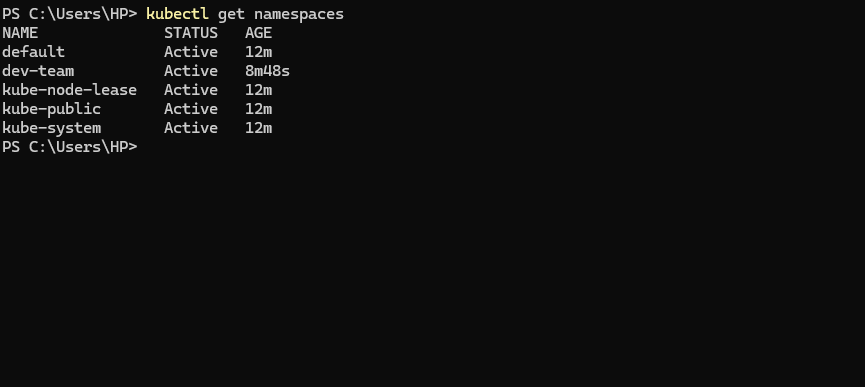 PS C:\Users\HP> kubectl get namespaces
NAME              STATUS   AGE
default           Active   12m
dev-team          Active   8m48s
kube-node-lease   Active   12m
kube-public       Active   12m
kube-system       Active   12m
PS C:\Users\HP>